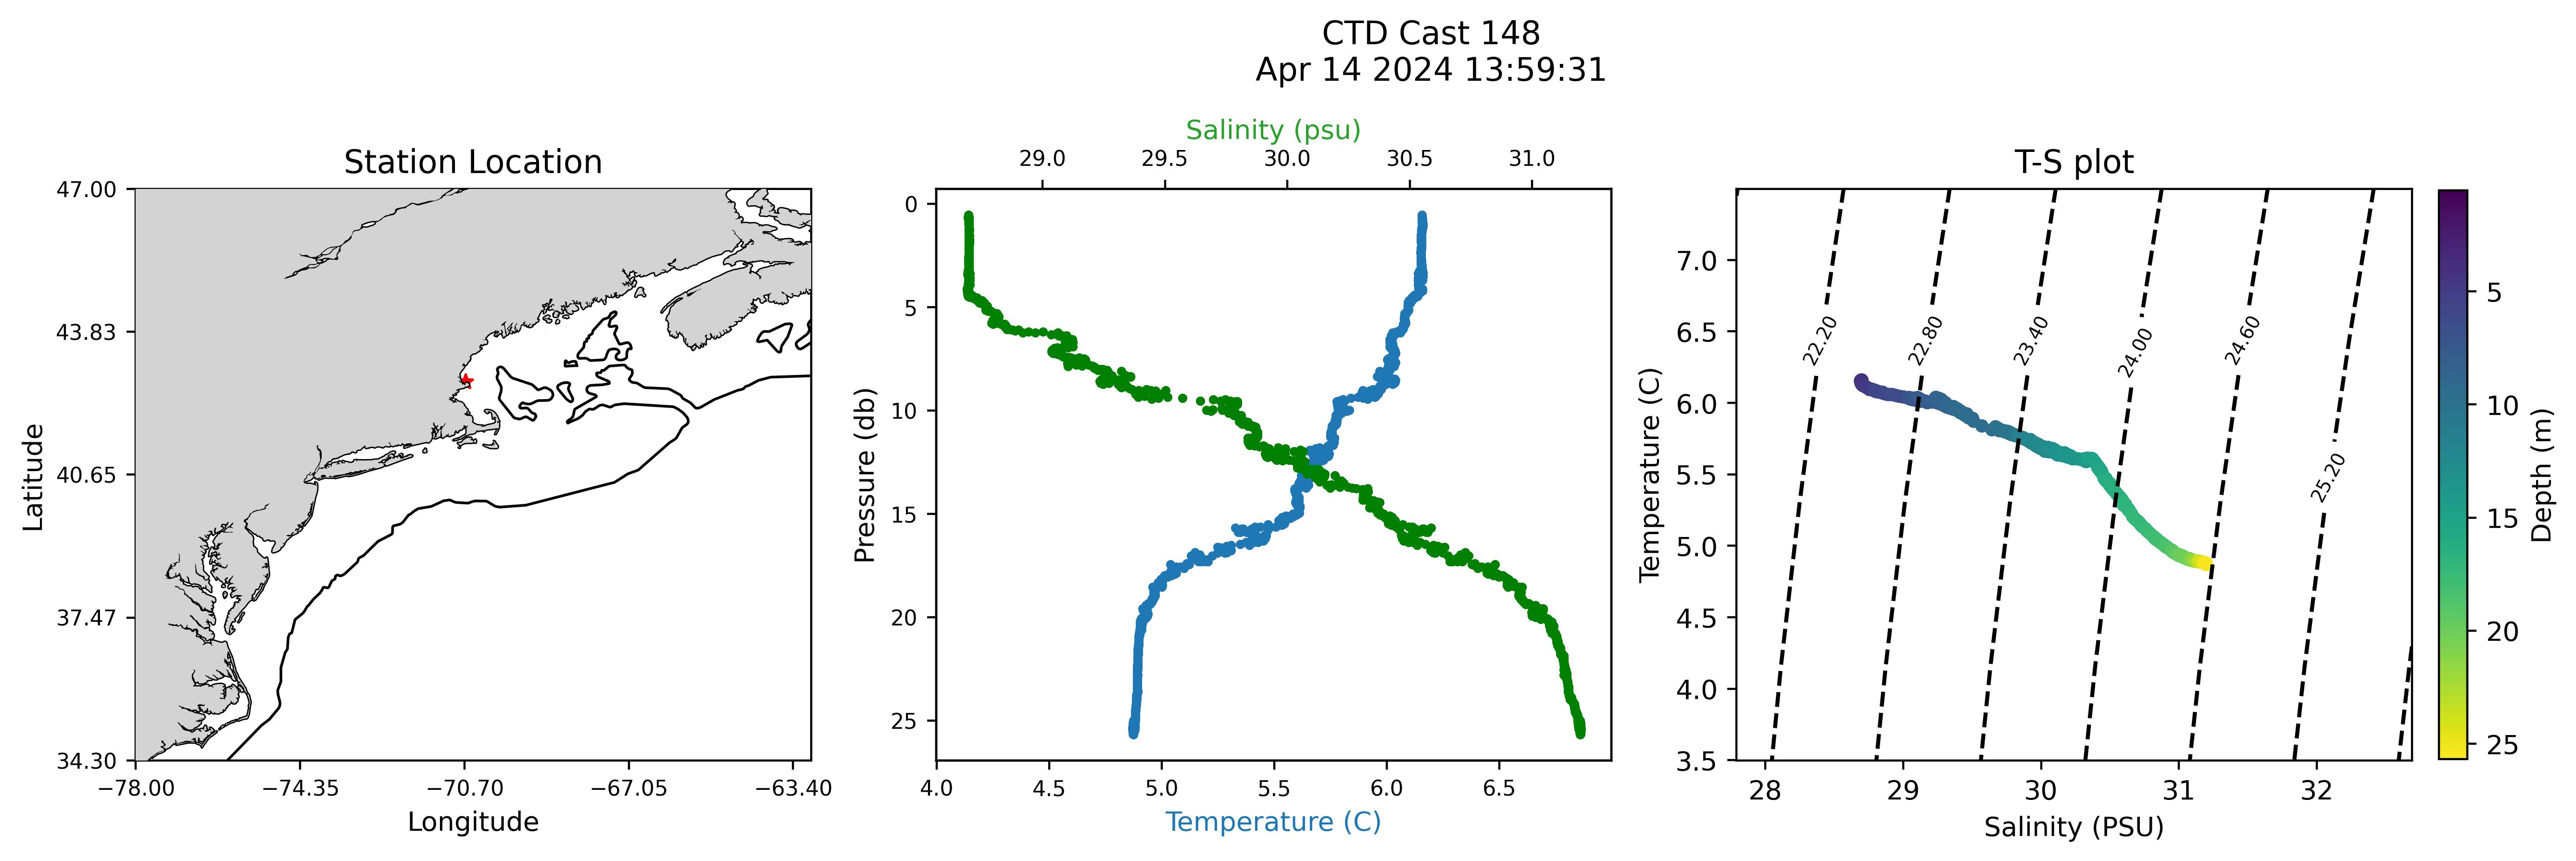 CTD Cast 148
Apr 14 2024 13:59:31
Station Location
47.00
43.83
40.65
37.47
34.30
Latitude
−78.00 −74.35 −70.70 −67.05 −63.40
Longitude
Salinity (psu)
29.0 29.5 30.0 30.5 31.0
0
5
10
15
20
25
Pressure (db)
4.0 4.5 5.0 5.5 6.0 6.5
Temperature (C)
T-S plot
7.0
6.5
6.0
5.5
5.0
4.5
4.0
3.5
Temperature (C)
22.20 22.80 23.40 24.00 24.60 25.20
28 29 30 31 32
Salinity (PSU)
5
10
15
20
25
Depth (m)